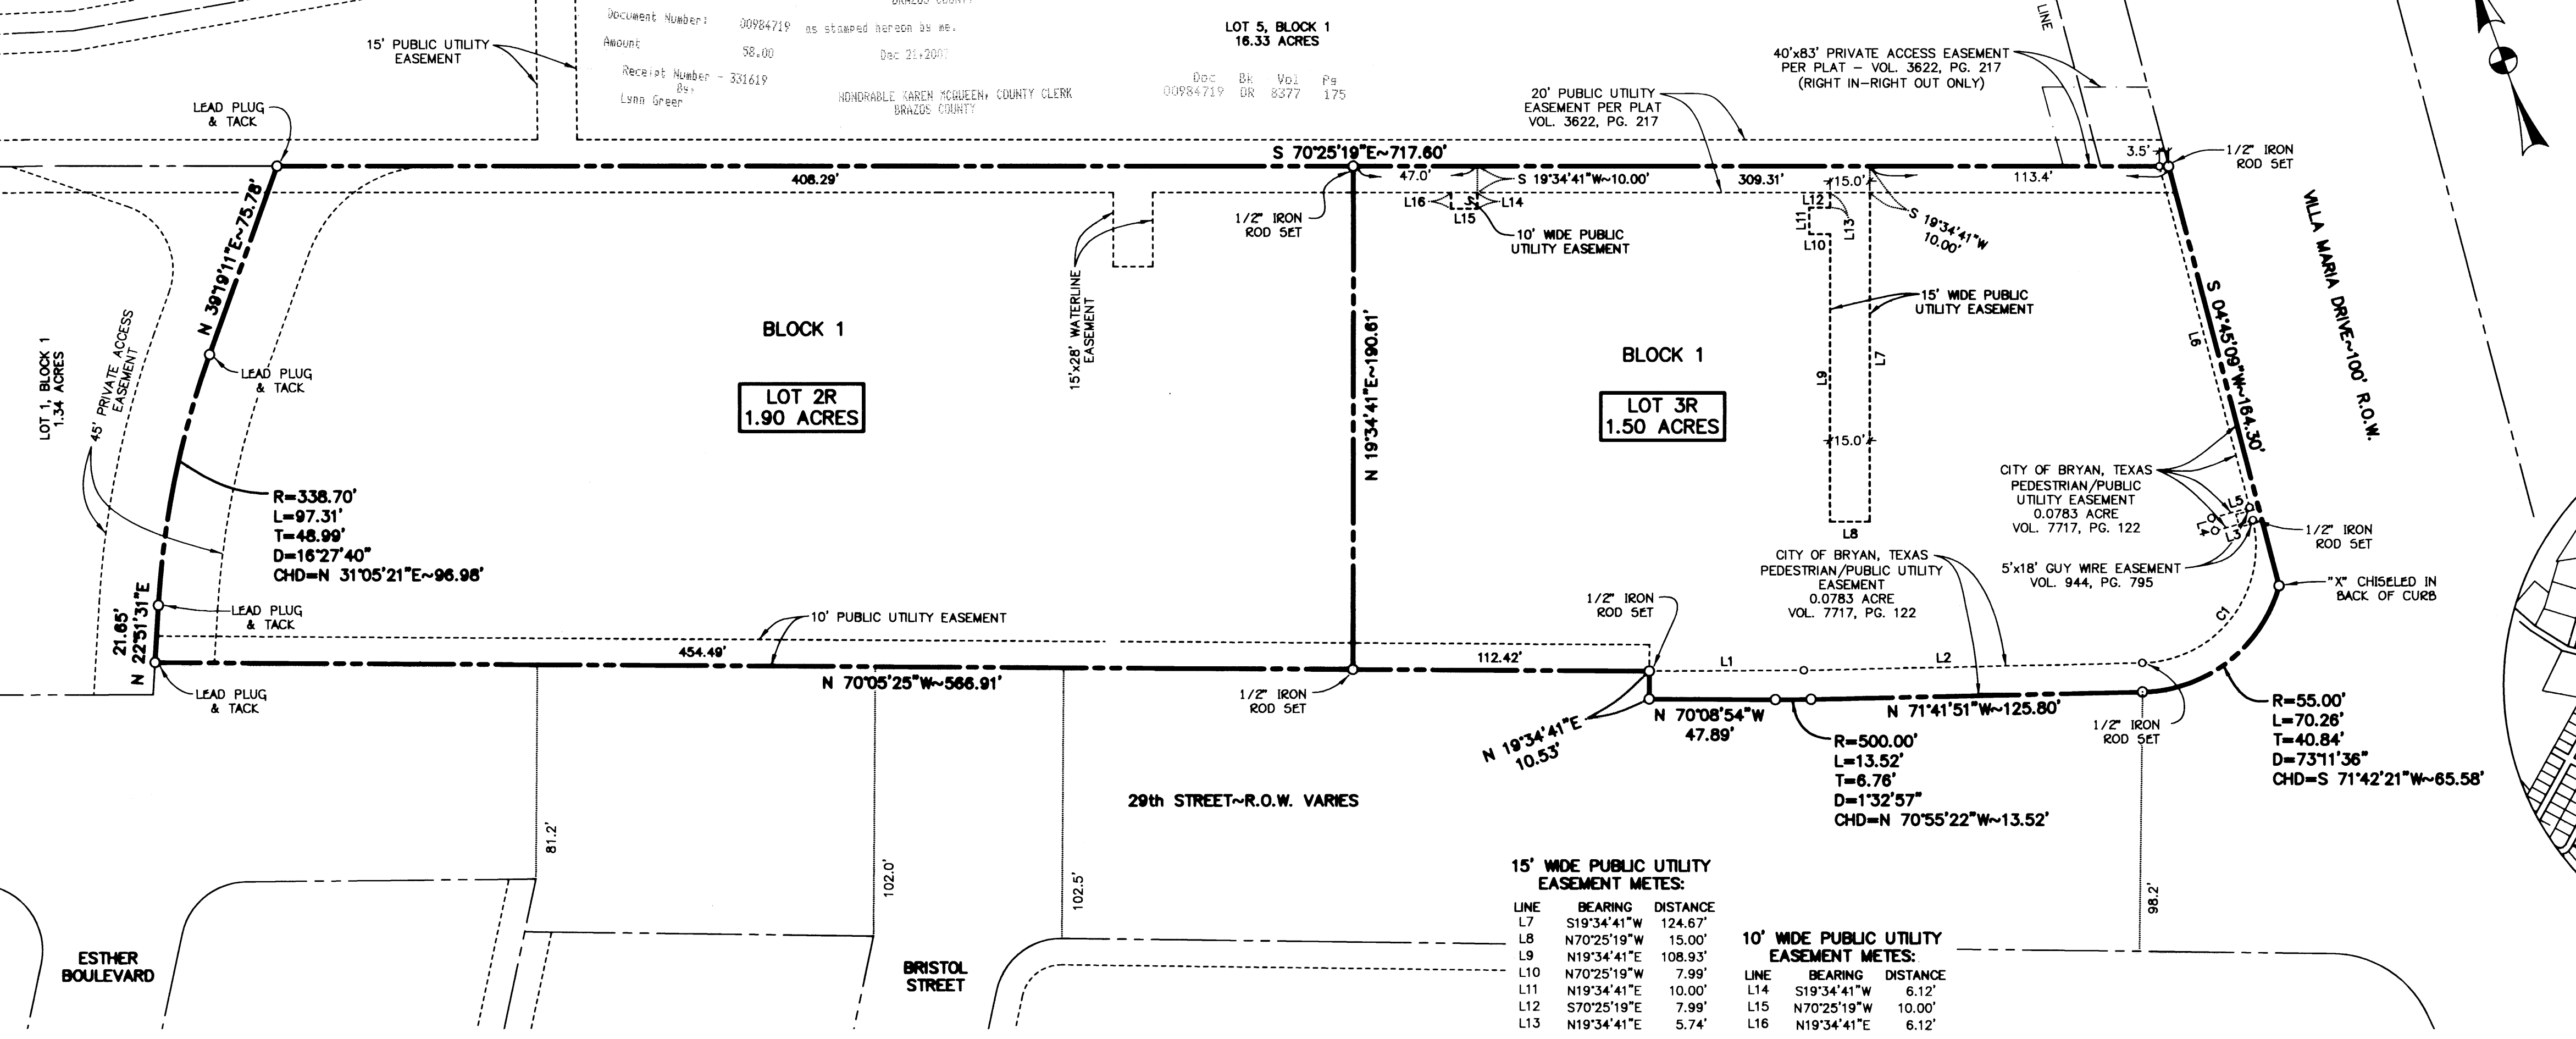 BRAZOS COUNTY
Document Number: 00984719 as stamped hereon by me.
Amount 58.00 Dec 21,2007
Receipt Number - 331619
By,
Lynn Greer
HONORABLE KAREN MCQUEEN, COUNTY CLERK
BRAZOS COUNTY
Doc Bk Vol Pg
00984719 OR 8377 175
LOT 5, BLOCK 1
16.33 ACRES
15' PUBLIC UTILITY
EASEMENT
LINE
40'x83' PRIVATE ACCESS EASEMENT
PER PLAT - VOL. 3622, PG. 217
(RIGHT IN-RIGHT OUT ONLY)
20' PUBLIC UTILITY
EASEMENT PER PLAT
VOL. 3622, PG. 217
LEAD PLUG
& TACK
S 70°25'19"E~717.60'
3.5'
1/2" IRON
ROD SET
408.29'
47.0'
S 19°34'41"W~10.00'
309.31'
15.0'
113.4'
L16
L15
L14
L12
L11
L10
L13
S 19°34'41"W
10.00'
1/2" IRON
ROD SET
10' WIDE PUBLIC
UTILITY EASEMENT
N 39°19'11"E~75.78'
15'x28' WATERLINE
EASEMENT
15' WIDE PUBLIC
UTILITY EASEMENT
VILLA MARIA DRIVE~100' R.O.W.
S 04°45'09"W~164.30'
L6
BLOCK 1
LOT 2R
1.90 ACRES
N 19°34'41"E~190.61'
BLOCK 1
LOT 3R
1.50 ACRES
L9
L7
15.0'
L8
LOT 1, BLOCK 1
1.34 ACRES
45' PRIVATE ACCESS
EASEMENT
LEAD PLUG
& TACK
R=338.70'
L=97.31'
T=48.99'
D=16°27'40"
CHD=N 31°05'21"E~96.98'
CITY OF BRYAN, TEXAS
PEDESTRIAN/PUBLIC
UTILITY EASEMENT
0.0783 ACRE
VOL. 7717, PG. 122
L5
L4
L3
1/2" IRON
ROD SET
5'x18' GUY WIRE EASEMENT
VOL. 944, PG. 795
"X" CHISELED IN
BACK OF CURB
C1
CITY OF BRYAN, TEXAS
PEDESTRIAN/PUBLIC UTILITY
EASEMENT
0.0783 ACRE
VOL. 7717, PG. 122
1/2" IRON
ROD SET
21.65'
N 22°51'31"E
LEAD PLUG
& TACK
10' PUBLIC UTILITY EASEMENT
454.49'
112.42'
L1
L2
LEAD PLUG
& TACK
N 70°05'25"W~566.91'
1/2" IRON
ROD SET
N 19°34'41"E
10.53'
N 70°08'54"W
47.89'
N 71°41'51"W~125.80'
1/2" IRON
ROD SET
R=500.00'
L=13.52'
T=6.76'
D=1°32'57"
CHD=N 70°55'22"W~13.52'
R=55.00'
L=70.26'
T=40.84'
D=73°11'36"
CHD=S 71°42'21"W~65.58'
29th STREET~R.O.W. VARIES
81.2'
102.0'
102.5'
98.2'
ESTHER
BOULEVARD
BRISTOL
STREET
15' WIDE PUBLIC UTILITY
EASEMENT METES:
LINE BEARING DISTANCE
L7 S19°34'41"W 124.67'
L8 N70°25'19"W 15.00'
L9 N19°34'41"E 108.93'
L10 N70°25'19"W 7.99'
L11 N19°34'41"E 10.00'
L12 S70°25'19"E 7.99'
L13 N19°34'41"E 5.74'
10' WIDE PUBLIC UTILITY
EASEMENT METES:
LINE BEARING DISTANCE
L14 S19°34'41"W 6.12'
L15 N70°25'19"W 10.00'
L16 N19°34'41"E 6.12'